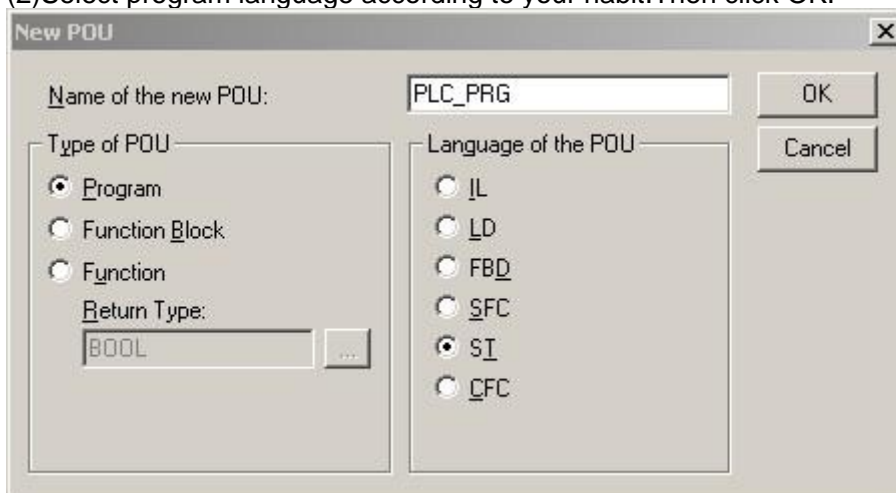 (2)Select program language according to your habit.Then click OK.
New POU
Name of the new POU:
PLC_PRG
OK
Cancel
Type of POU
Program
Function Block
Function
Return Type:
BOOL
...
Language of the POU
IL
LD
FBD
SFC
ST
CFC